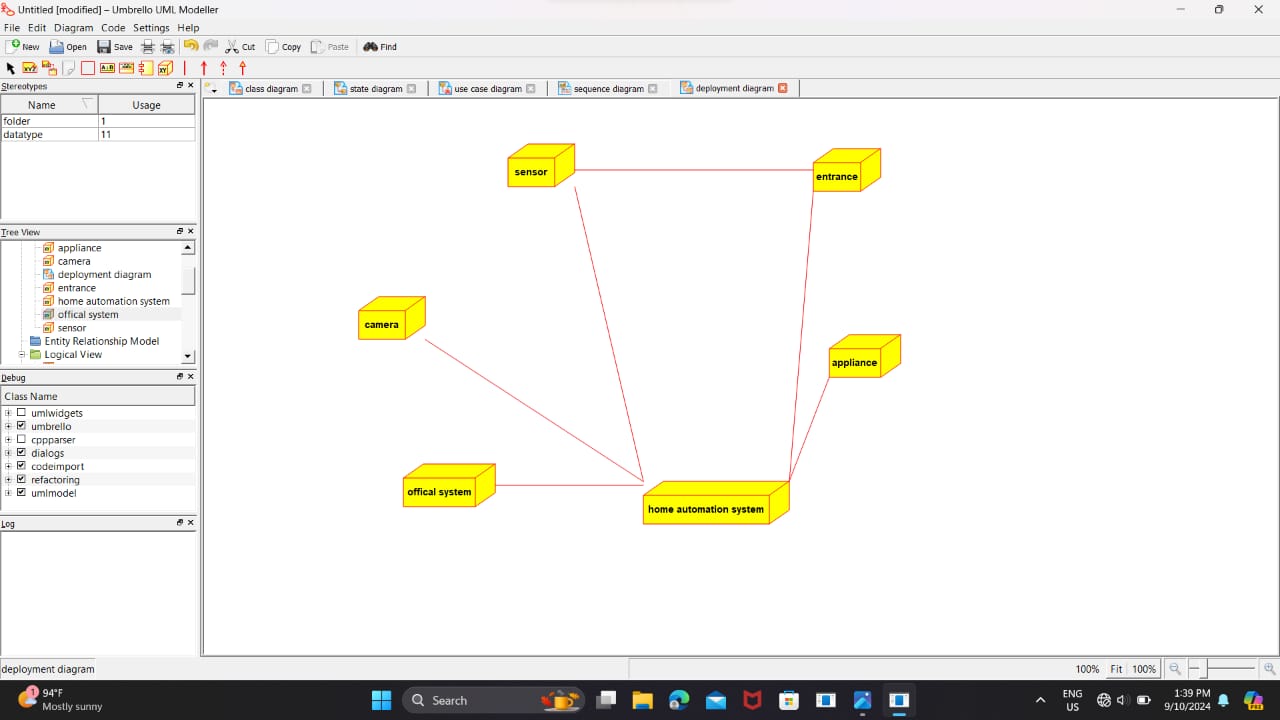 Untitled [modified] – Umbrello UML Modeller
File Edit Diagram Code Settings Help
New Open Save Cut Copy Paste Find
Stereotypes
class diagram state diagram use case diagram sequence diagram deployment diagram
Name Usage
folder 1
datatype 11
Tree View
appliance
camera
deployment diagram
entrance
home automation system
offical system
sensor
Entity Relationship Model
Logical View
Debug
Class Name
umlwidgets
umbrello
cppparser
dialogs
codeimport
refactoring
umlmodel
Log
sensor
entrance
camera
appliance
offical system
home automation system
deployment diagram
100% Fit 100%
1
94°F
Mostly sunny
Search
ENG
US
1:39 PM
9/10/2024